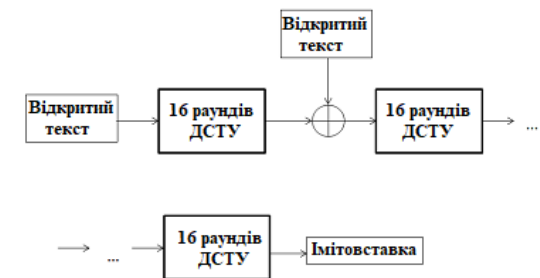 Відкритий
текст
Відкритий
текст
16 раундів
ДСТУ
16 раундів
ДСТУ
...
...
16 раундів
ДСТУ
Імітовставка